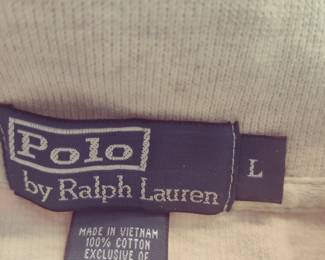 Polo
by Ralph Lauren
L
MADE IN VIETNAM
100% COTTON
EXCLUSIVE OF